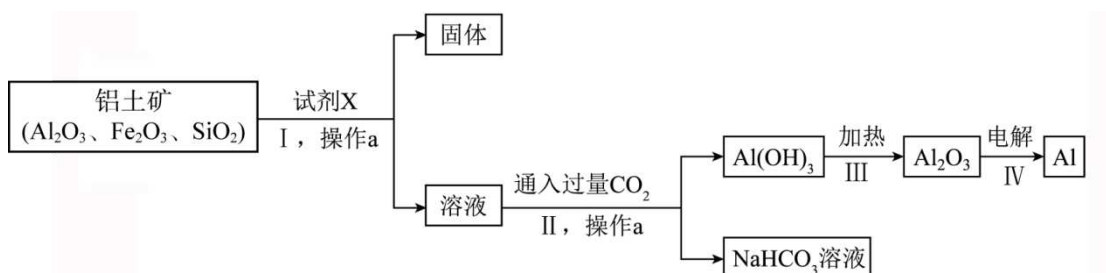 铝土矿
(Al₂O₃、Fe₂O₃、SiO₂)
试剂X
Ⅰ，操作a
固体
溶液
通入过量CO₂
Ⅱ，操作a
Al(OH)₃
加热
Ⅲ
Al₂O₃
电解
Ⅳ
Al
NaHCO₃溶液